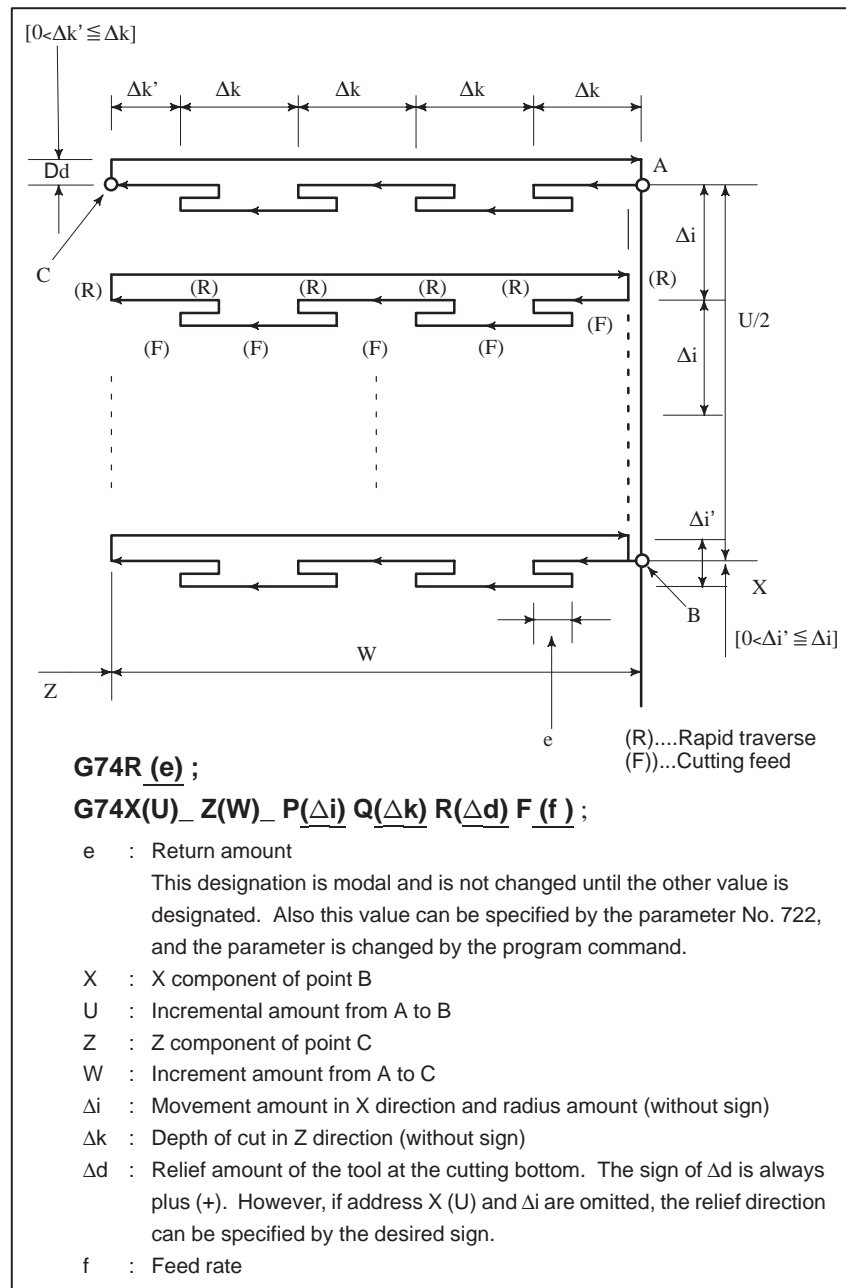 [0<Δk’≦Δk]
Δk’ Δk Δk Δk Δk
Dd
A
C
Δi
(R) (R) (R) (R) (R) (R)
(F)
U/2
(F) (F) (F) (F)
Δi
Δi’
X
B
[0<Δi’≦Δi]
W
Z
e
(R)....Rapid traverse
(F))...Cutting feed
G74R (e) ;
G74X(U)_ Z(W)_ P(Δi) Q(Δk) R(Δd) F (f ) ;
e : Return amount
This designation is modal and is not changed until the other value is
designated. Also this value can be specified by the parameter No. 722,
and the parameter is changed by the program command.
X : X component of point B
U : Incremental amount from A to B
Z : Z component of point C
W : Increment amount from A to C
Δi : Movement amount in X direction and radius amount (without sign)
Δk : Depth of cut in Z direction (without sign)
Δd : Relief amount of the tool at the cutting bottom. The sign of Δd is always
plus (+). However, if address X (U) and Δi are omitted, the relief direction
can be specified by the desired sign.
f : Feed rate